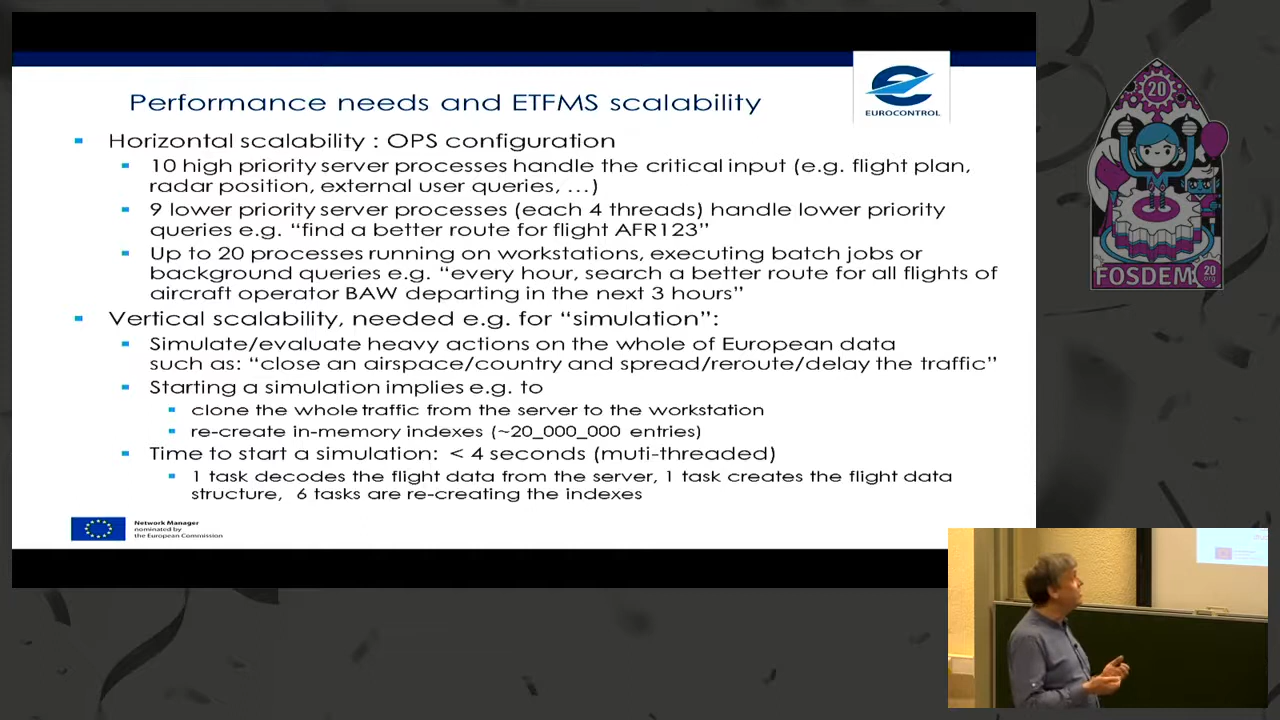 Performance needs and ETFMS scalability
EUROCONTROL
Horizontal scalability : OPS configuration
10 high priority server processes handle the critical input (e.g. flight plan,
radar position, external user queries, …)
9 lower priority server processes (each 4 threads) handle lower priority
queries e.g. “find a better route for flight AFR123”
Up to 20 processes running on workstations, executing batch jobs or
background queries e.g. “every hour, search a better route for all flights of
aircraft operator BAW departing in the next 3 hours”
Vertical scalability, needed e.g. for “simulation”:
Simulate/evaluate heavy actions on the whole of European data
such as: “close an airspace/country and spread/reroute/delay the traffic”
Starting a simulation implies e.g. to
clone the whole traffic from the server to the workstation
re-create in-memory indexes (~20_000_000 entries)
Time to start a simulation: < 4 seconds (muti-threaded)
1 task decodes the flight data from the server, 1 task creates the flight data
structure, 6 tasks are re-creating the indexes
Network Manager
nominated by
the European Commission
20
FOSDEM 20
.org